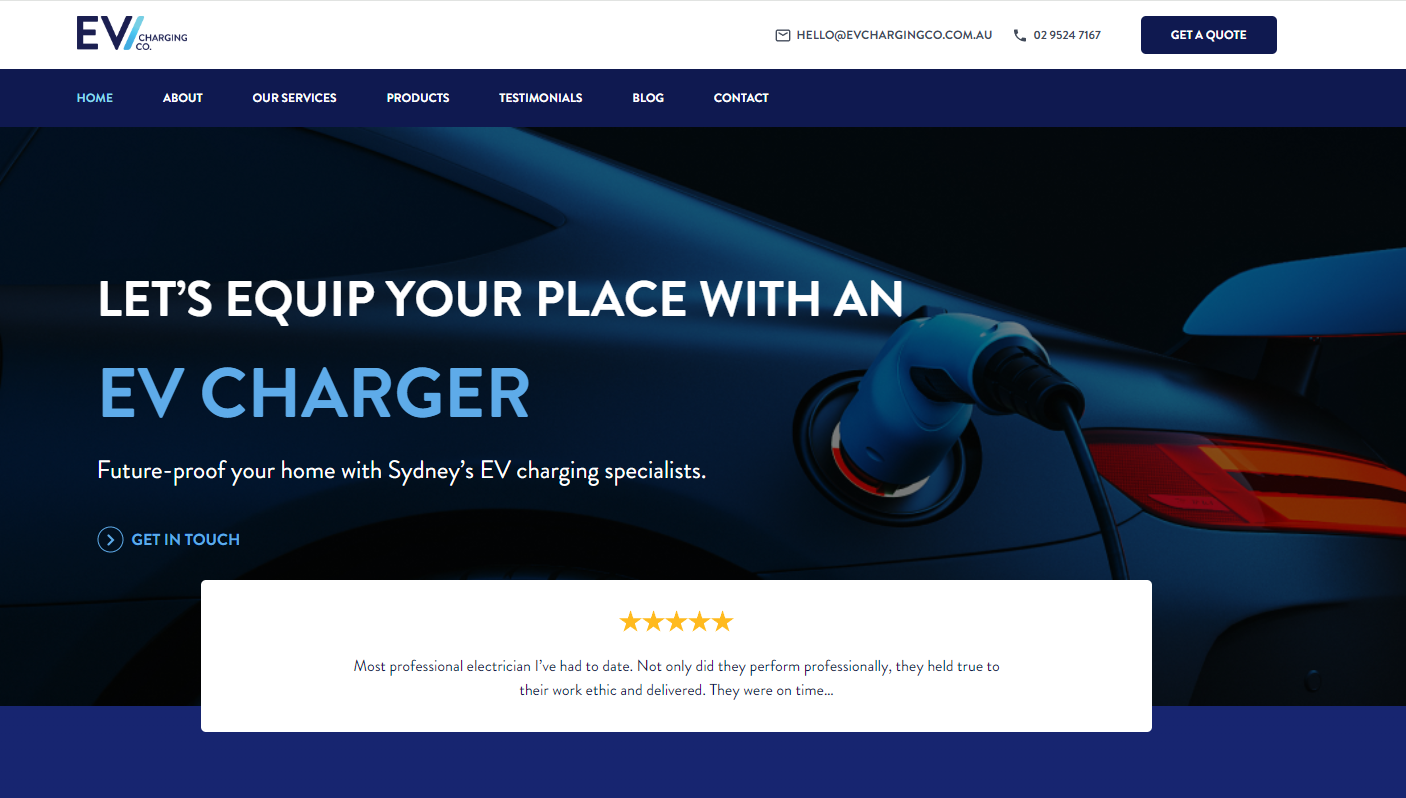 EV CHARGING CO.
HELLO@EVCHARGINGCO.COM.AU
02 9524 7167
GET A QUOTE
HOME ABOUT OUR SERVICES PRODUCTS TESTIMONIALS BLOG CONTACT
LET’S EQUIP YOUR PLACE WITH AN
EV CHARGER
Future-proof your home with Sydney’s EV charging specialists.
GET IN TOUCH
Most professional electrician I’ve had to date. Not only did they perform professionally, they held true to
their work ethic and delivered. They were on time...